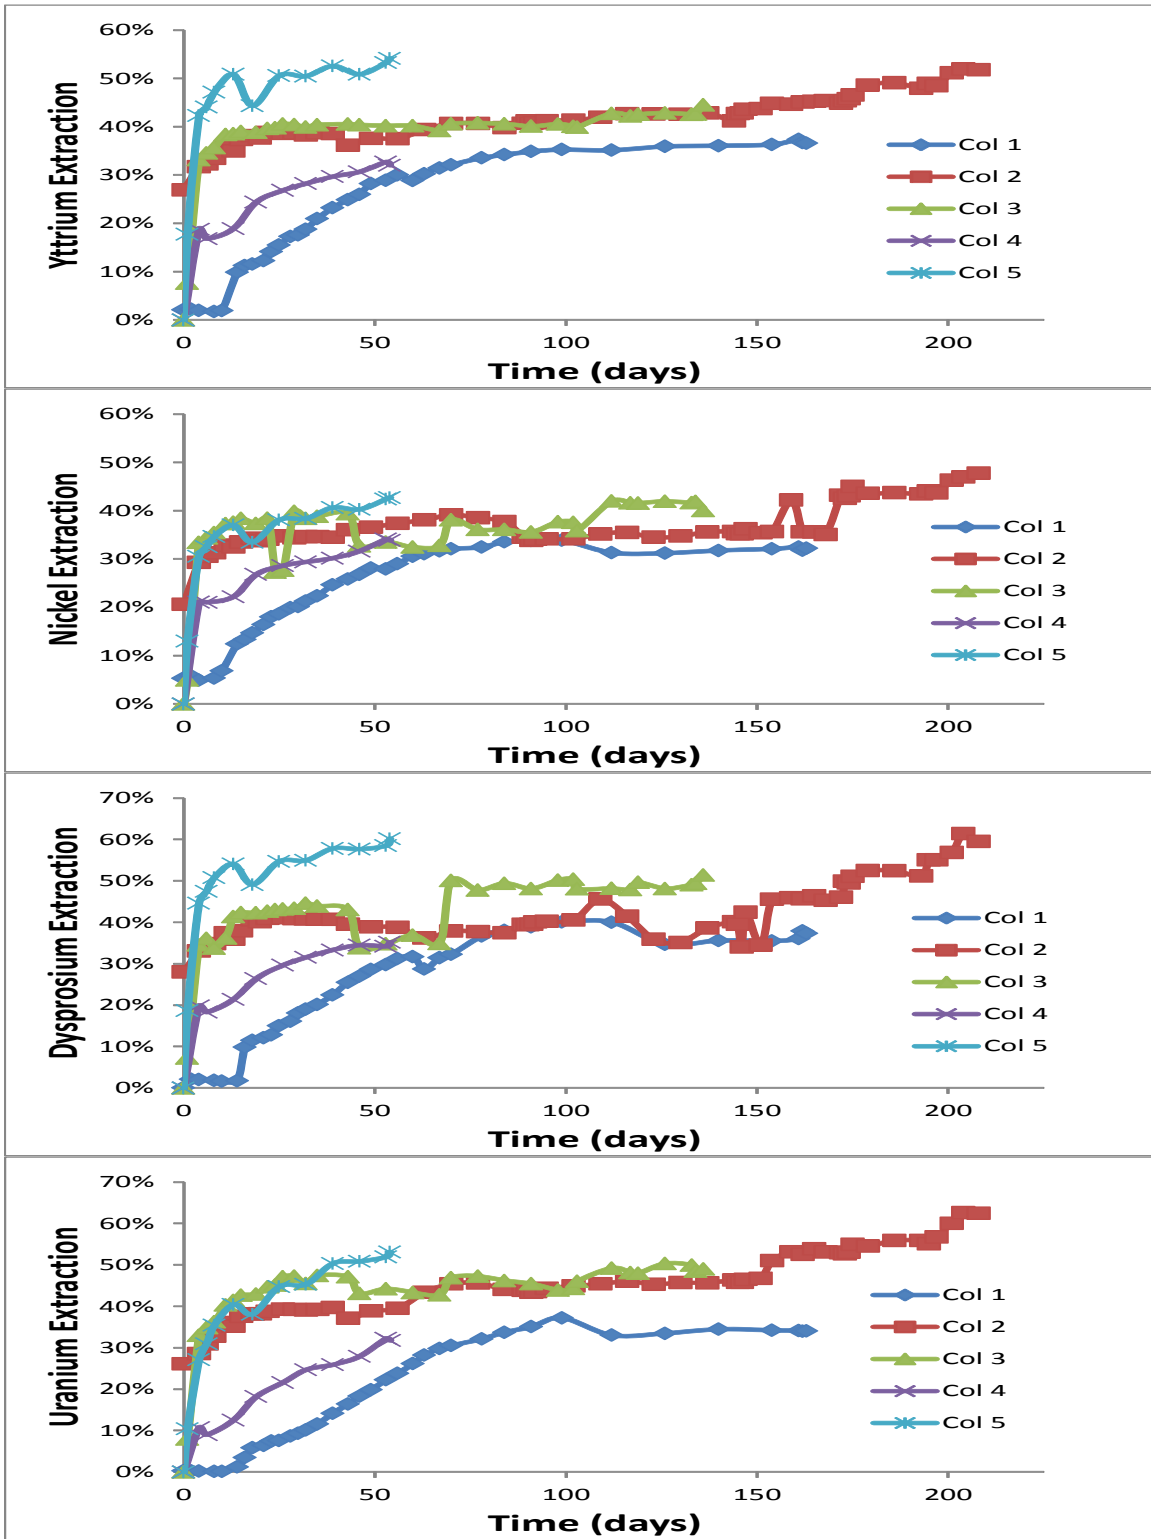 60%
50%
40%
30%
20%
10%
0%
Yttrium Extraction
Col 1
Col 2
Col 3
Col 4
Col 5
0 50 100 150 200
Time (days)
60%
50%
40%
30%
20%
10%
0%
Nickel Extraction
Col 1
Col 2
Col 3
Col 4
Col 5
0 50 100 150 200
Time (days)
70%
60%
50%
40%
30%
20%
10%
0%
Dysprosium Extraction
Col 1
Col 2
Col 3
Col 4
Col 5
0 50 100 150 200
Time (days)
70%
60%
50%
40%
30%
20%
10%
0%
Uranium Extraction
Col 1
Col 2
Col 3
Col 4
Col 5
0 50 100 150 200
Time (days)